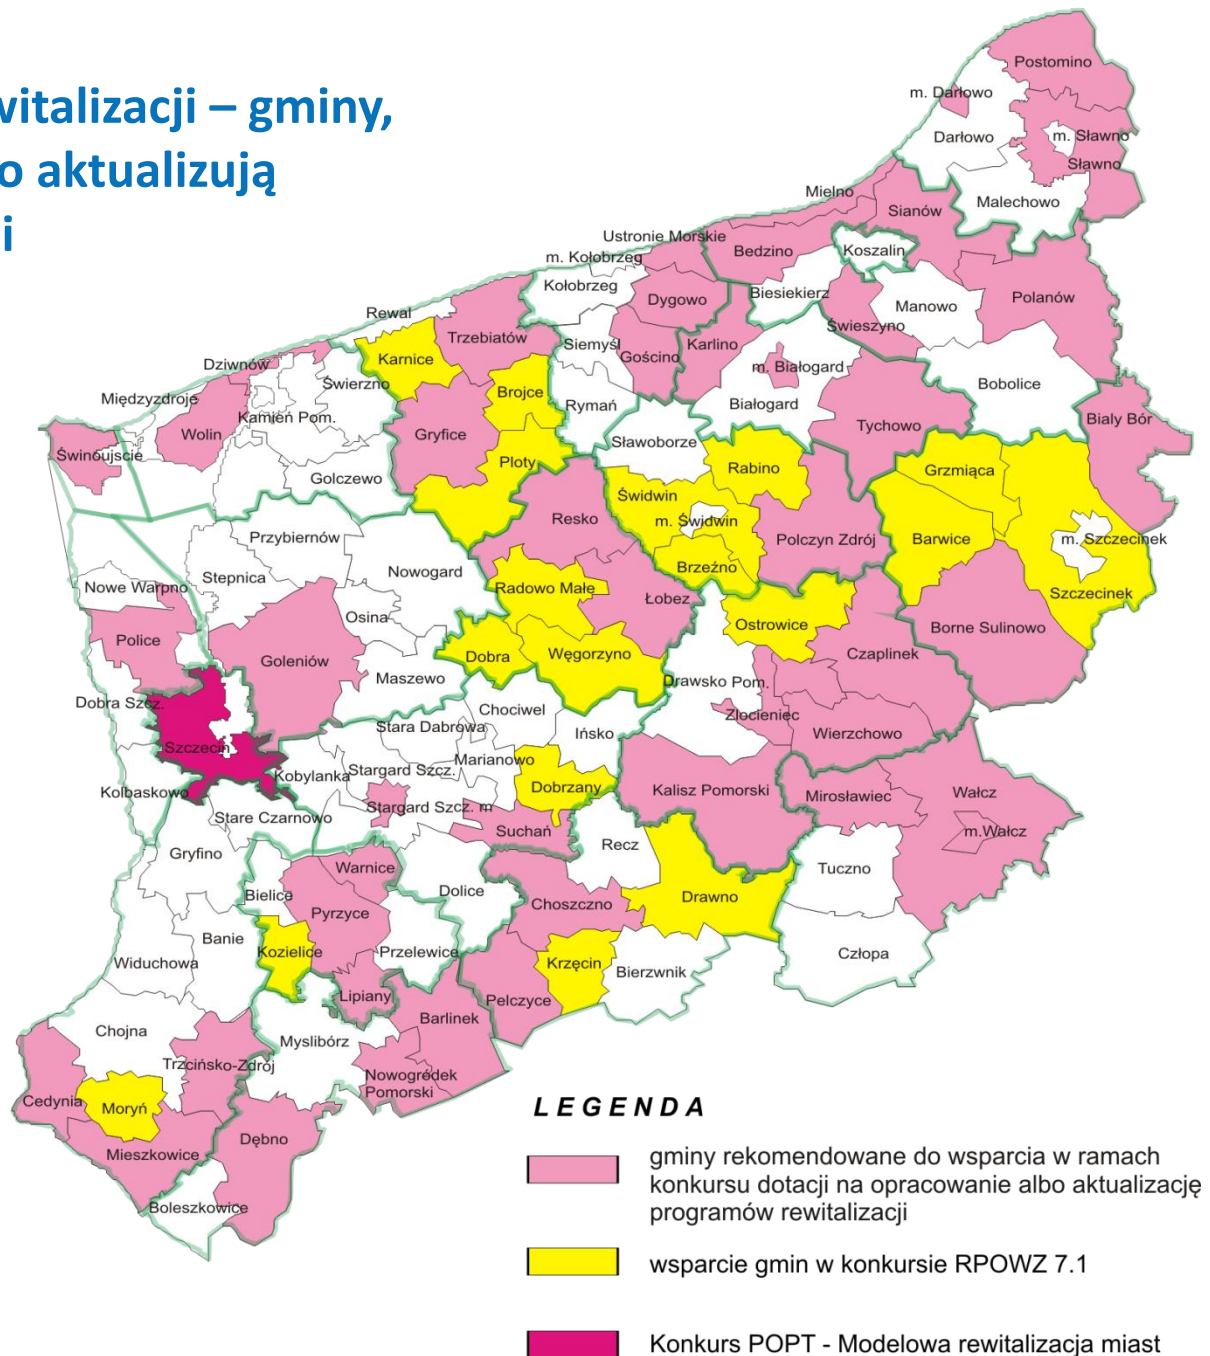 witalizacji – gminy,
o aktualizują
i
Postomino
m. Darłowo
Darłowo
m. Sławno
Sławno
Malechowo
Mielno
Sianów
Ustronie Morskie
Bedzino
Koszalin
m. Kołobrzeg
Kołobrzeg
Dygowo
Biesiekierz
Manowo
Polanów
Rewal
Trzebiatów
Siemyśl
Gościno
Karlino
Świeszyno
Karnice
Dziwnów
Świerzno
m. Białogard
Białogard
Bobolice
Międzyzdroje
Kamień Pom.
Brojce
Rymań
Tychowo
Bialy Bór
Wolin
Gryfice
Sławoborze
Świnoujscie
Ploty
Rabino
Grzmiąca
Golczewo
Świdwin
m. Świdwin
Resko
Przybiernów
Polczyn Zdrój
Barwice
m. Szczecinek
Nowogard
Brzeźno
Stepnica
Nowe Warpno
Radowo Małe
Łobez
Szczecinek
Osina
Ostrowice
Borne Sulinowo
Police
Goleniów
Dobra
Węgorzyno
Czaplinek
Maszewo
Drawsko Pom.
Dobra Szcz.
Chociwel
Złocieniec
Stara Dabrowa
Ińsko
Wierzchowo
Szczecin
Marianowo
Kobylanka
Stargard Szcz.
Dobrzany
Kalisz Pomorski
Mirosławiec
Wałcz
Kolbaskowo
Stargard Szcz. m
Stare Czarnowo
Suchań
m.Wałcz
Recz
Gryfino
Warnice
Tuczno
Bielice
Dolice
Drawno
Choszczno
Pyrzyce
Banie
Kozielice
Przelewice
Człopa
Widuchowa
Krzęcin
Bierzwnik
Lipiany
Pelczyce
Barlinek
Chojna
Myslibórz
Trzcińsko-Zdrój
Nowogródek
Pomorski
Cedynia
Moryń
Dębno
Mieszkowice
Boleszkowice
LEGENDA
gminy rekomendowane do wsparcia w ramach
konkursu dotacji na opracowanie albo aktualizację
programów rewitalizacji
wsparcie gmin w konkursie RPOWZ 7.1
Konkurs POPT - Modelowa rewitalizacja miast